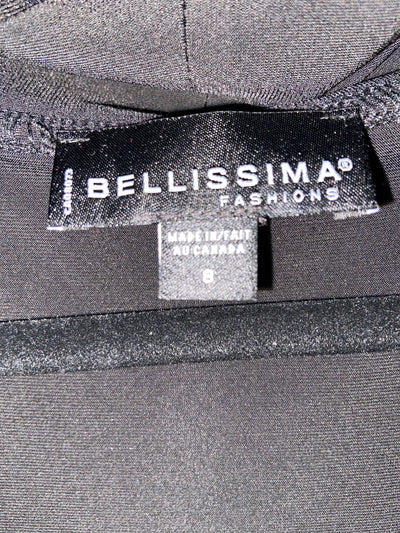 BELLISSIMA®
FASHIONS
MADE IN/FAIT
AU CANADA
8